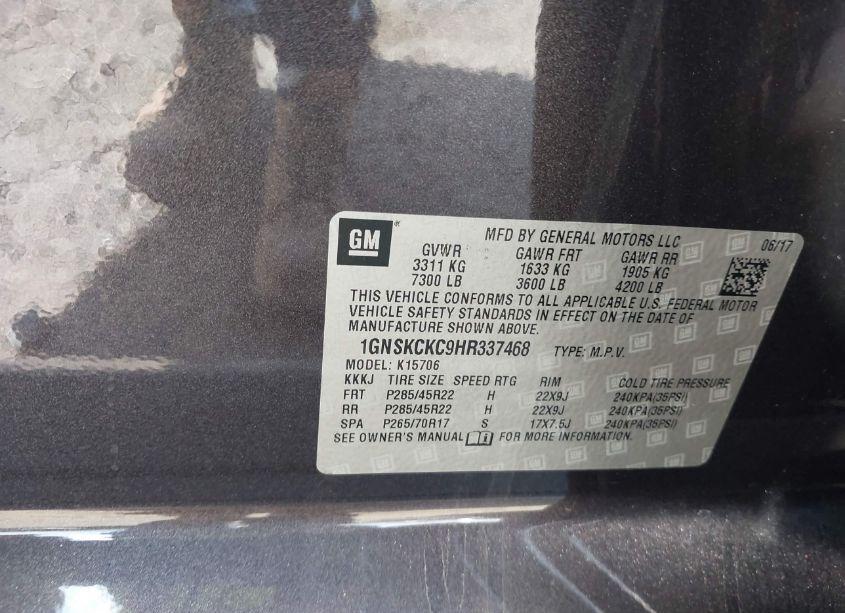 GM
MFD BY GENERAL MOTORS LLC 06/17
GVWR GAWR FRT GAWR RR
3311 KG 1633 KG 1905 KG
7300 LB 3600 LB 4200 LB
THIS VEHICLE CONFORMS TO ALL APPLICABLE U.S. FEDERAL MOTOR
VEHICLE SAFETY STANDARDS IN EFFECT ON THE DATE OF
MANUFACTURE SHOWN ABOVE.
1GNSKCKC9HR337468 TYPE: M.P.V.
MODEL: K15706
KKKJ TIRE SIZE SPEED RTG RIM COLD TIRE PRESSURE
FRT P285/45R22 H 22X9J 240KPA(35PSI)
RR P285/45R22 H 22X9J 240KPA(35PSI)
SPA P265/70R17 S 17X7.5J 240KPA(35PSI)
SEE OWNER'S MANUAL FOR MORE INFORMATION.